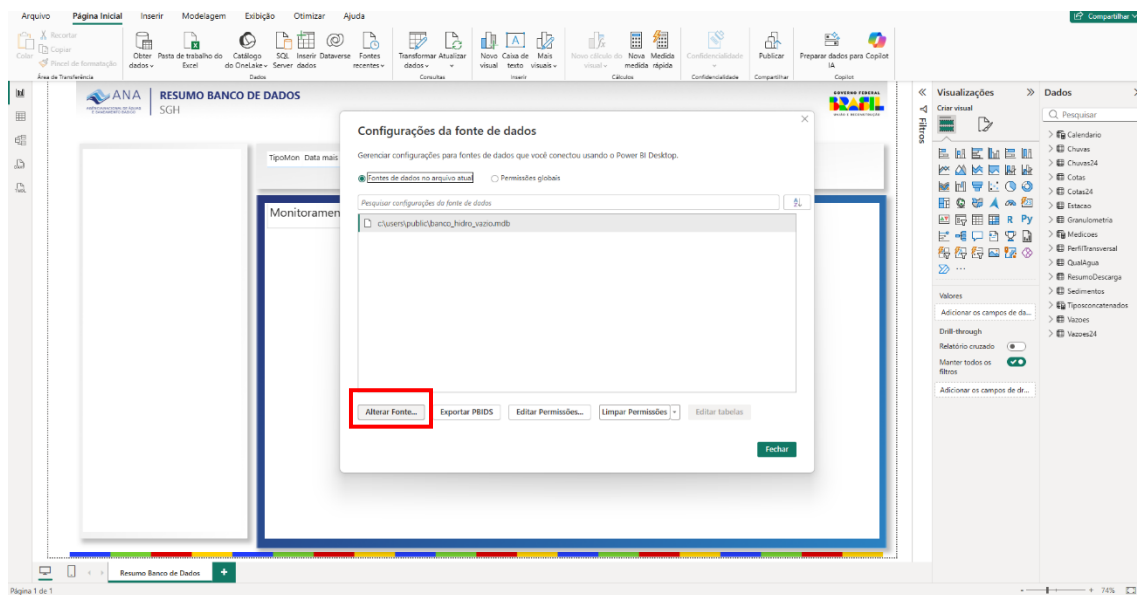 Arquivo Página Inicial Inserir Modelagem Exibição Otimizar Ajuda
Compartilhar
Colar
Recortar
Copiar
Pincel de formatação
Obter dados
Pasta de trabalho do Excel
Catálogo do OneLake
SQL Server
Inserir dados
Dataverse
Fontes recentes
Transformar dados
Atualizar
Novo visual
Caixa de texto
Mais visuais
Novo cálculo do visual
Nova medida
Medida rápida
Confidencialidade
Publicar
Preparar dados para IA
Copilot
Área de Transferência
Dados
Consultas
Inserir
Cálculos
Confidencialidade
Compartilhar
Copilot
ANA
RESUMO BANCO DE DADOS
SGH
GOVERNO FEDERAL
BRASIL
UNIÃO E RECONSTRUÇÃO
TipoMon Data mais
Monitoramen
Configurações da fonte de dados
Gerenciar configurações para fontes de dados que você conectou usando o Power BI Desktop.
Fontes de dados no arquivo atual
Permissões globais
Pesquisar configurações da fonte de dados
c:\users\public\banco_hidro_vazio.mdb
Alterar Fonte...
Exportar PBIDS
Editar Permissões...
Limpar Permissões
Editar tabelas
Fechar
Filtros
Visualizações
Criar visual
R Py
Valores
Adicionar os campos de da...
Drill-through
Relatório cruzado
Manter todos os
filtros
Adicionar os campos de dr...
Dados
Pesquisar
Calendario
Chuvas
Chuvas24
Cotas
Cotas24
Estacao
Granulometria
Medicoes
PerfilTransversal
QualAgua
ResumoDescarga
Sedimentos
Tiposconcatenados
Vazoes
Vazoes24
Resumo Banco de Dados
Página 1 de 1
74%